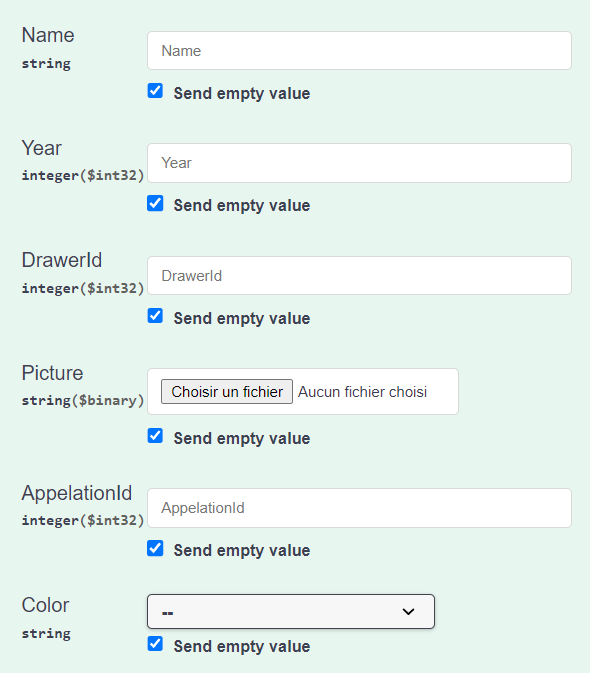 Name
string
Name
Send empty value
Year
integer($int32)
Year
Send empty value
DrawerId
integer($int32)
DrawerId
Send empty value
Picture
string($binary)
Choisir un fichier Aucun fichier choisi
Send empty value
AppelationId
integer($int32)
AppelationId
Send empty value
Color
string
--
Send empty value